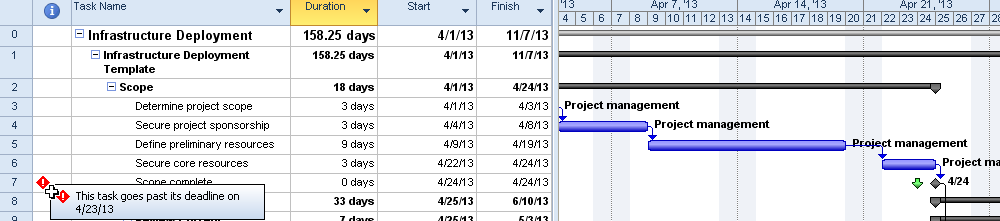 Task Name Duration Start Finish '13 Apr 7, '13 Apr 14, '13 Apr 21, '13
4 5 6 7 8 9 10 11 12 13 14 15 16 17 18 19 20 21 22 23 24 25 26 27 28
0 Infrastructure Deployment 158.25 days 4/1/13 11/7/13
1 Infrastructure Deployment 158.25 days 4/1/13 11/7/13
Template
2 Scope 18 days 4/1/13 4/24/13
3 Determine project scope 3 days 4/1/13 4/3/13 Project management
4 Secure project sponsorship 3 days 4/4/13 4/8/13 Project management
5 Define preliminary resources 9 days 4/9/13 4/19/13 Project management
6 Secure core resources 3 days 4/22/13 4/24/13 Project ma
7 Scope complete 0 days 4/24/13 4/24/13 4/24
This task goes past its deadline on
4/23/13
8 33 days 4/25/13 6/10/13
9 7 days 4/25/13 5/3/13